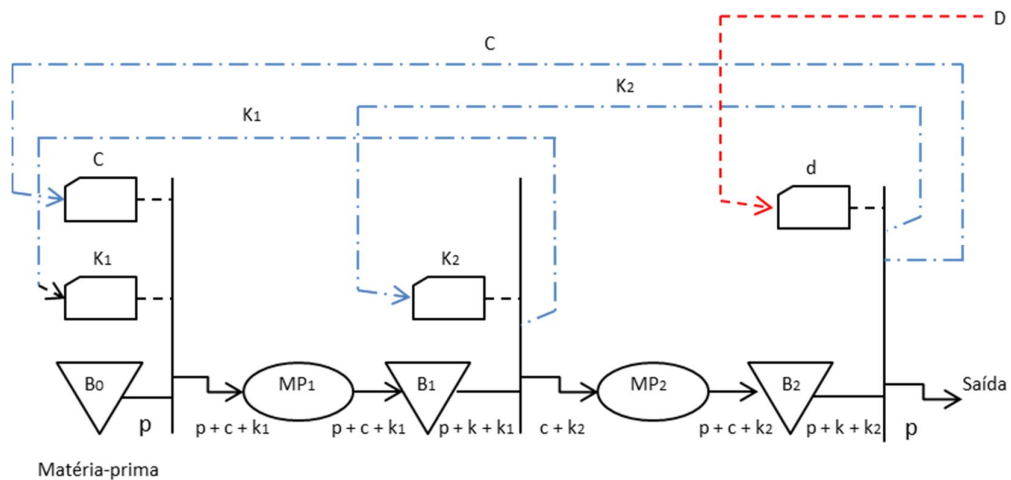 D
C
K2
K1
C
d
K1
K2
B0
MP1
B1
MP2
B2
Saída
p
p + c + k1
p + c + k1
p + k + k1
c + k2
p + c + k2
p + k + k2
p
Matéria-prima